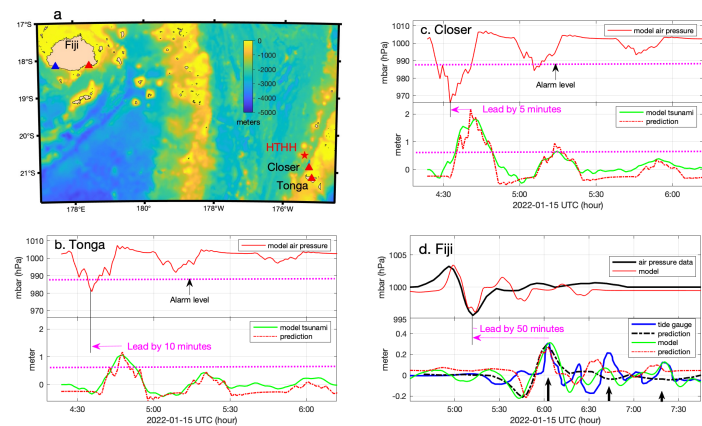 a
17°S
18°S
19°S
20°S
21°S
178°E
180°
178°W
176°W
Fiji
0
-1000
-2000
-3000
-4000
-5000
meters
HTHH
Closer
Tonga
c. Closer
mbar (hPa)
1010
1000
990
980
970
model air pressure
Alarm level
Lead by 5 minutes
meter
2
1
0
model tsunami
prediction
4:30
5:00
5:30
6:00
2022-01-15 UTC (hour)
b. Tonga
mbar (hPa)
1010
1000
990
980
970
model air pressure
Alarm level
Lead by 10 minutes
meter
2
1
0
model tsunami
prediction
4:30
5:00
5:30
6:00
2022-01-15 UTC (hour)
d. Fiji
mbar (hPa)
1005
1000
995
air pressure data
model
Lead by 50 minutes
meter
0.4
0.2
0
-0.2
tide gauge
prediction
model
prediction
5:00
5:30
6:00
6:30
7:00
7:30
2022-01-15 UTC (hour)